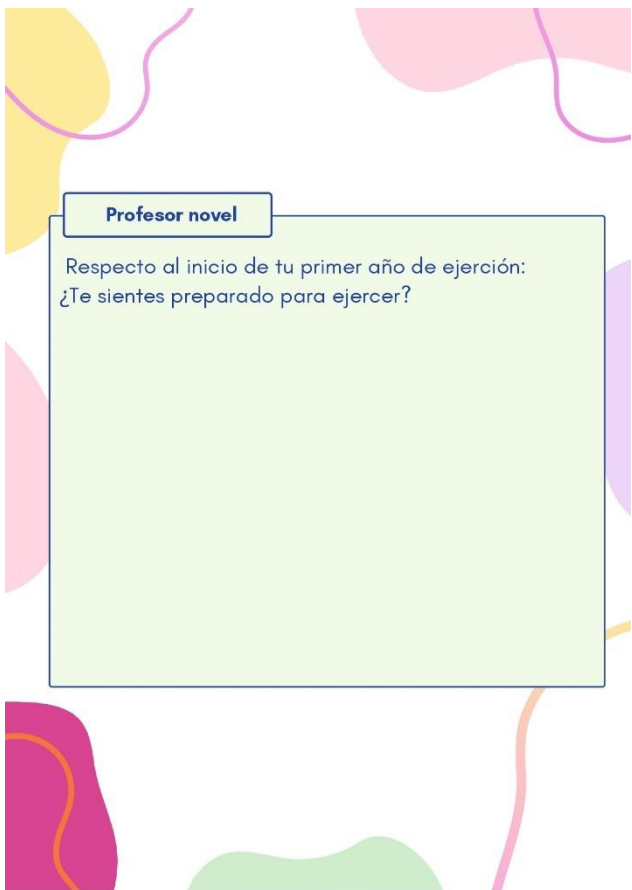 Profesor novel
Respecto al inicio de tu primer año de ejerción:
¿Te sientes preparado para ejercer?